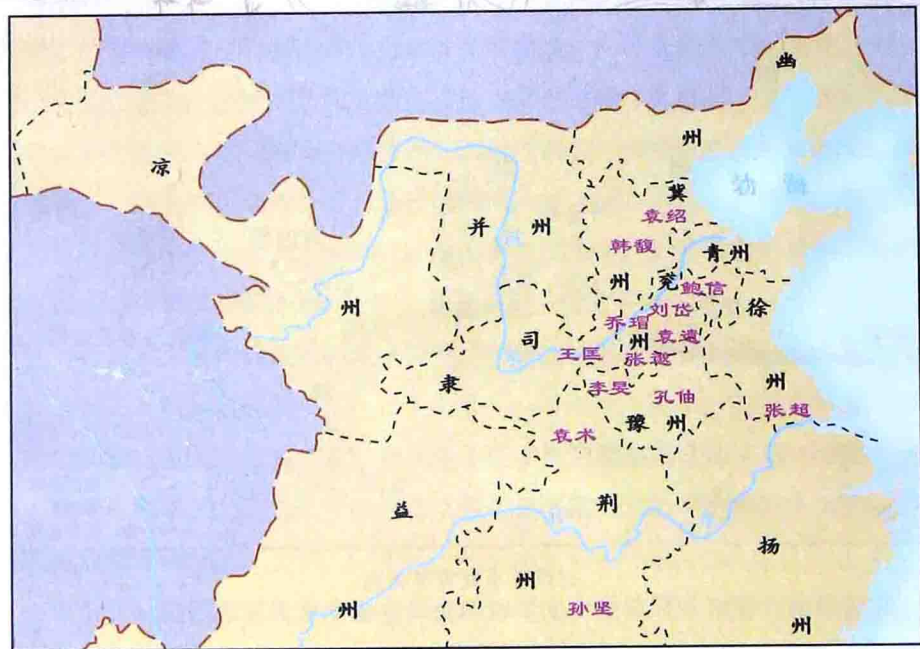 幽
州
凉
冀
袁绍
并州
韩馥
青州
州
兖
鲍信
刘岱
徐
州
乔瑁
司
州
袁遗
王匡
张邈
隶
李旻
孔伷
州
张超
袁术
豫州
益
荆
扬
州
州
孙坚
州